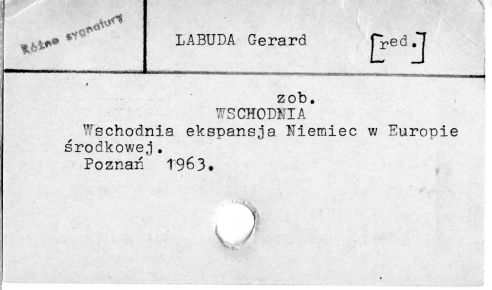 Różne sygnatury
LABUDA Gerard [red.]
zob.
WSCHODNIA
Wschodnia ekspansja Niemiec w Europie
środkowej.
Poznań 1963.